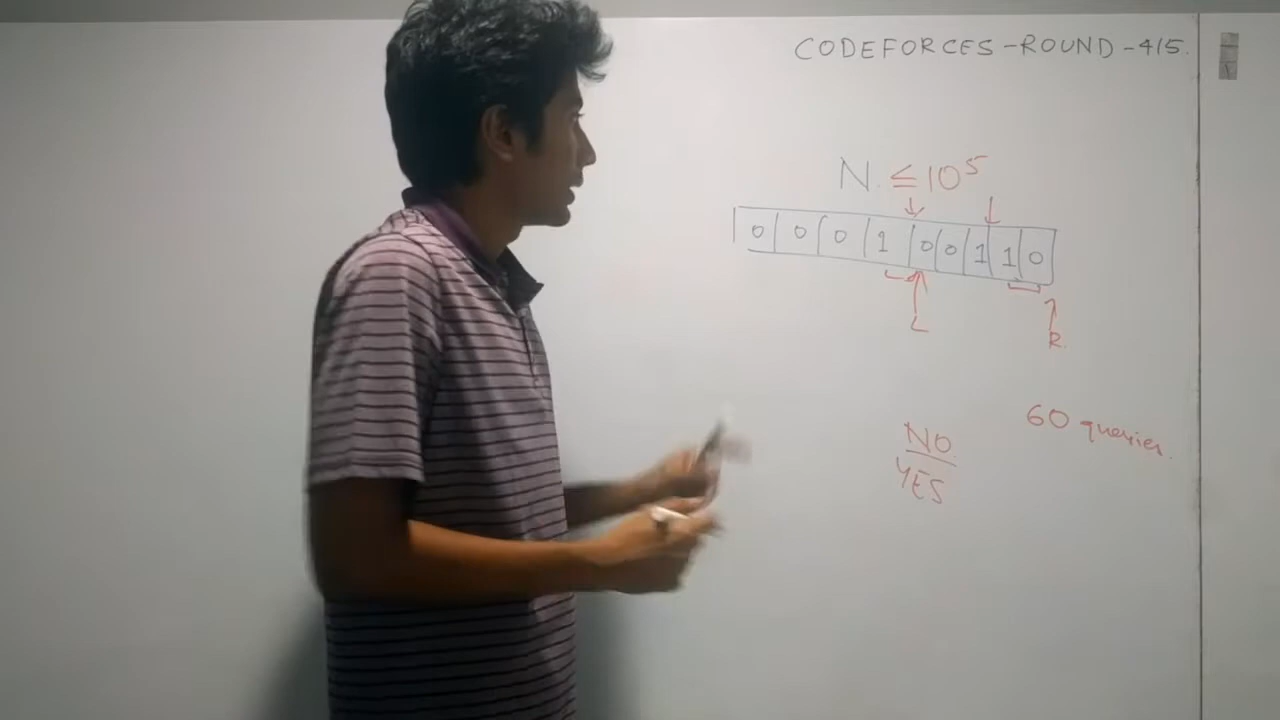 CODEFORCES-ROUND-415.
N. ≤ 10⁵
0 0 0 1 0 0 1 1 0
L
R.
60 queries.
NO
YES